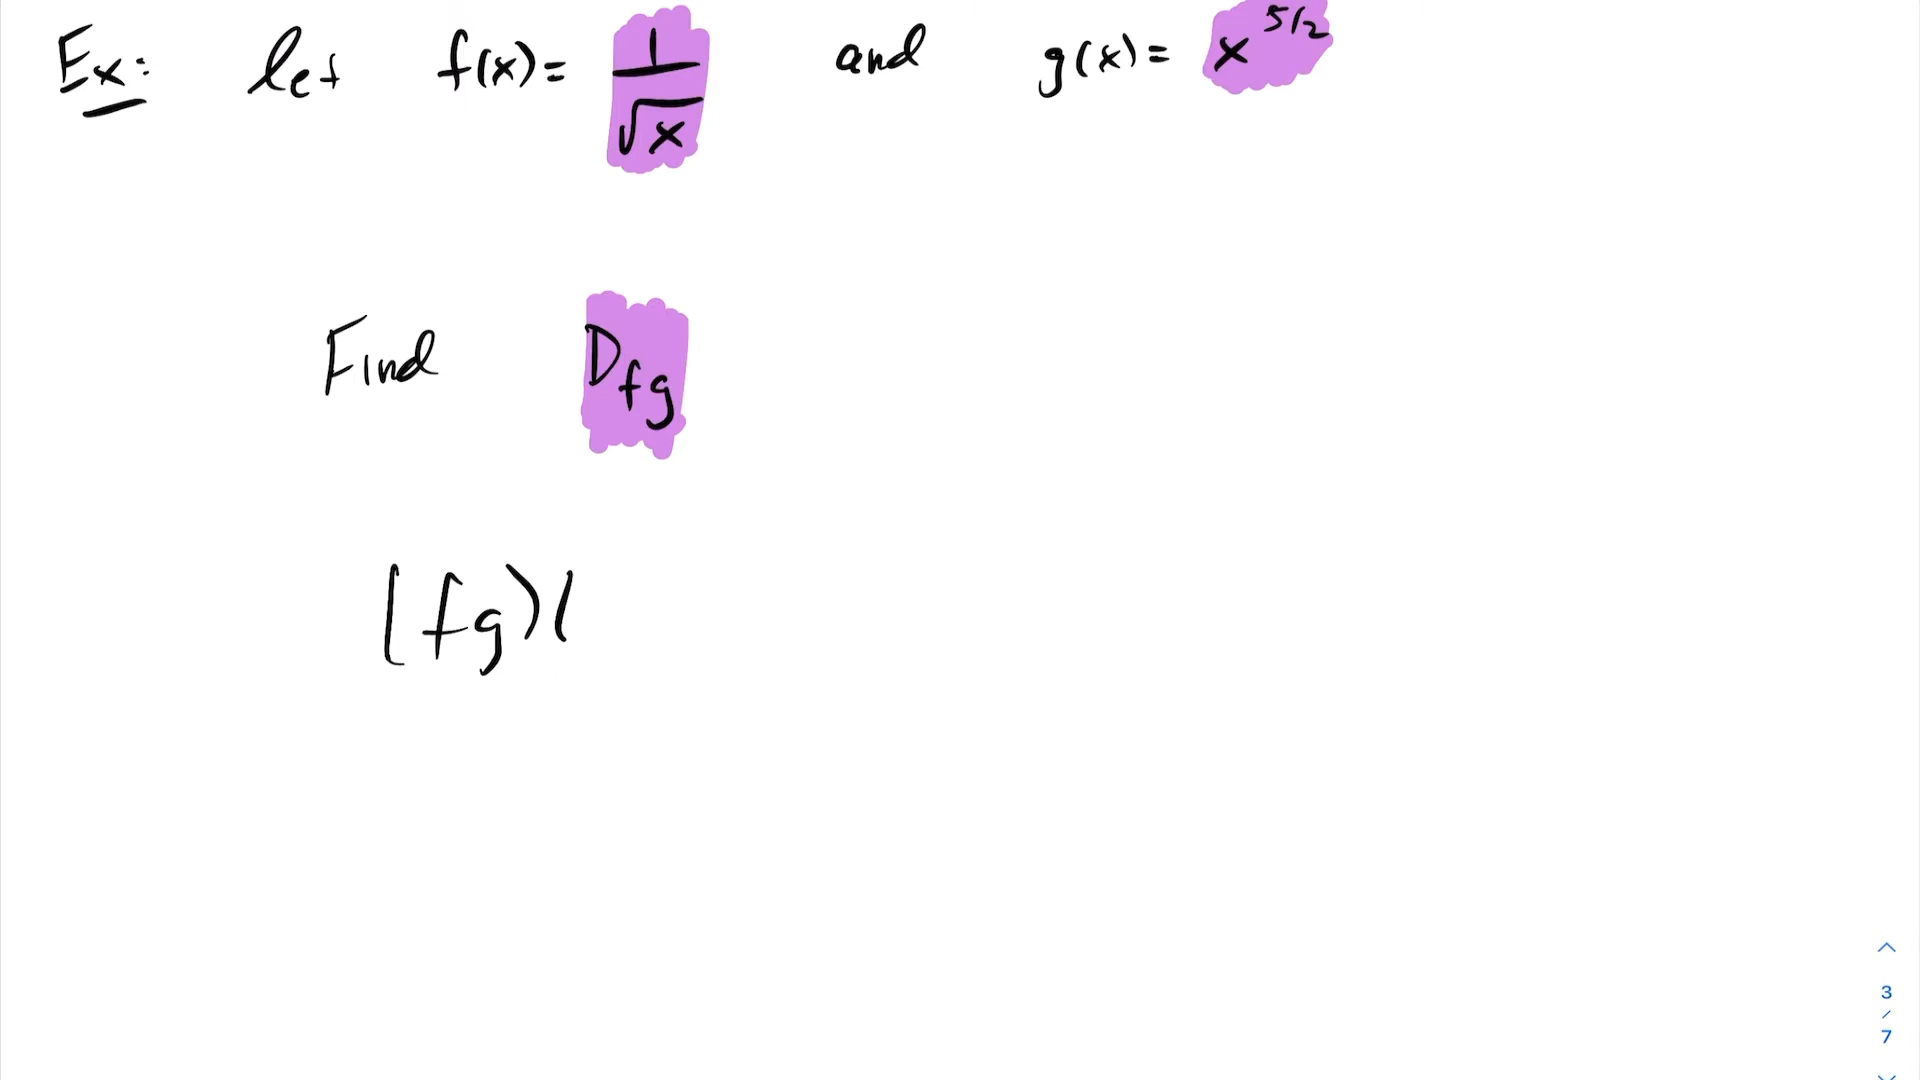 Ex: let f(x)= 1/√x and g(x)= x^5/2
Find D_fg
(fg)(
3
/
7